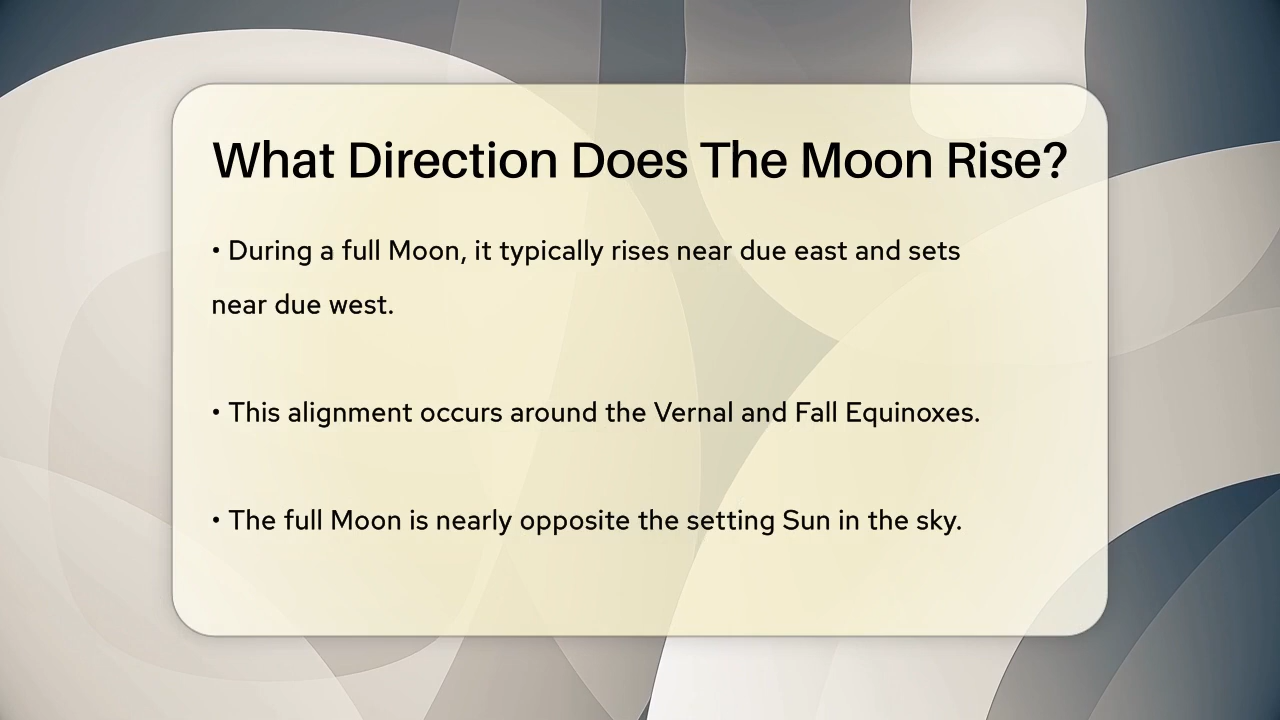 What Direction Does The Moon Rise?
• During a full Moon, it typically rises near due east and sets
near due west.
• This alignment occurs around the Vernal and Fall Equinoxes.
• The full Moon is nearly opposite the setting Sun in the sky.